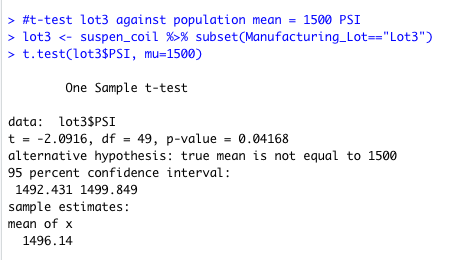 > #t-test lot3 against population mean = 1500 PSI
> lot3 <- suspen_coil %>% subset(Manufacturing_Lot=="Lot3")
> t.test(lot3$PSI, mu=1500)
One Sample t-test
data:  lot3$PSI
t = -2.0916, df = 49, p-value = 0.04168
alternative hypothesis: true mean is not equal to 1500
95 percent confidence interval:
1492.431 1499.849
sample estimates:
mean of x
1496.14